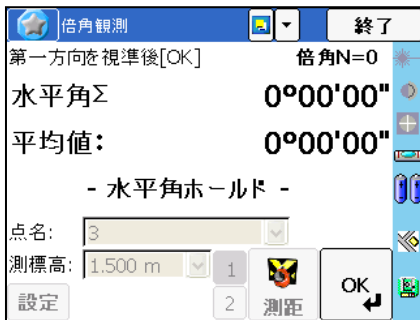 倍角観測 終了
第一方向を視準後[OK] 倍角N=0
水平角Σ 0°00'00"
平均値: 0°00'00"
- 水平角ホールド -
点名: 3
測標高: 1.500 m 1
設定 2 測距 OK